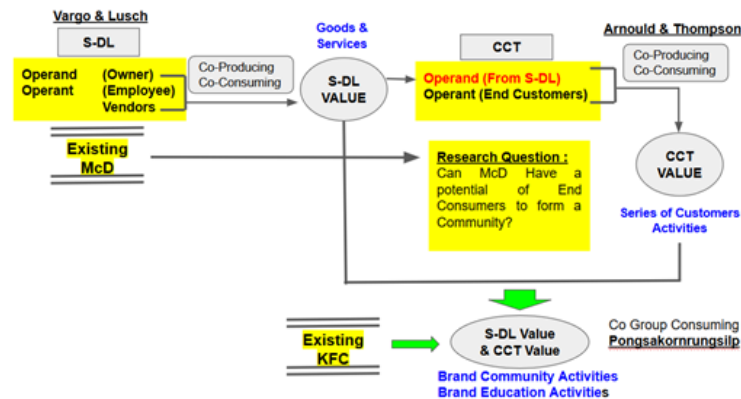 Vargo & Lusch
S-DL
Operand (Owner)
Operant (Employee)
Vendors
Co-Producing
Co-Consuming
Goods &
Services
S-DL
VALUE
CCT
Operand (From S-DL)
Operant (End Customers)
Arnould & Thompson
Co-Producing
Co-Consuming
Existing
McD
Research Question :
Can McD Have a
potential of End
Consumers to form a
Community?
CCT
VALUE
Series of Customers
Activities
Existing
KFC
S-DL Value
& CCT Value
Brand Community Activities
Brand Education Activities
Co Group Consuming
Pongsakornrungsilp